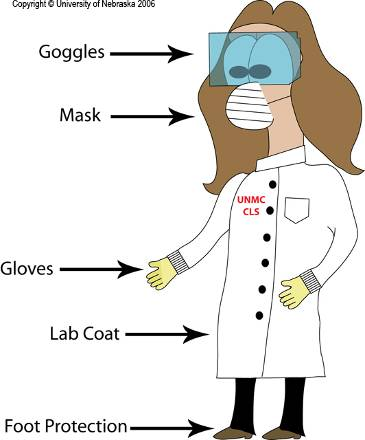 Copyright © University of Nebraska 2006
Goggles
Mask
UNMC
CLS
Gloves
Lab Coat
Foot Protection